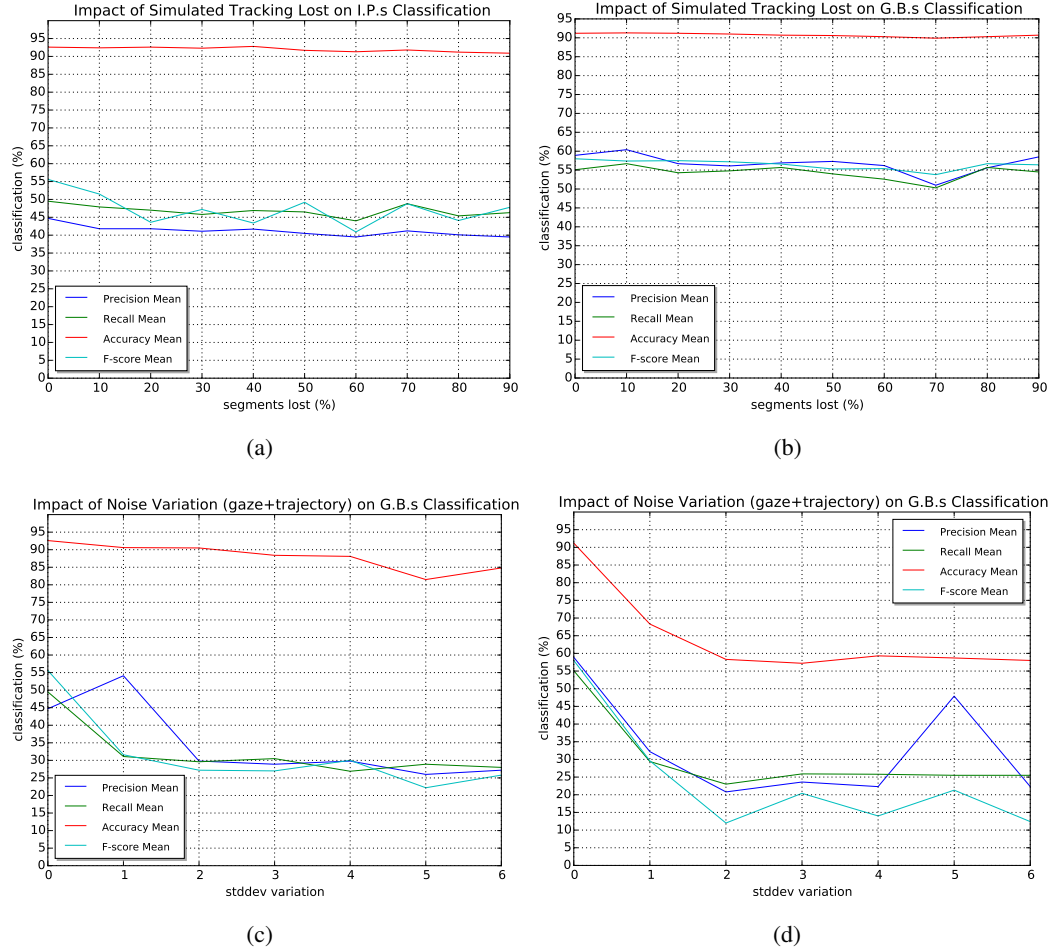 Impact of Simulated Tracking Lost on I.P.s Classification
95
90
85
80
75
70
65
60
55
50
45
40
35
30
25
20
15
10
5
0
classification (%)
Precision Mean
Recall Mean
Accuracy Mean
F-score Mean
0 10 20 30 40 50 60 70 80 90
segments lost (%)
(a)
Impact of Simulated Tracking Lost on G.B.s Classification
95
90
85
80
75
70
65
60
55
50
45
40
35
30
25
20
15
10
5
0
classification (%)
Precision Mean
Recall Mean
Accuracy Mean
F-score Mean
0 10 20 30 40 50 60 70 80 90
segments lost (%)
(b)
Impact of Noise Variation (gaze+trajectory) on G.B.s Classification
95
90
85
80
75
70
65
60
55
50
45
40
35
30
25
20
15
10
5
0
classification (%)
Precision Mean
Recall Mean
Accuracy Mean
F-score Mean
0 1 2 3 4 5 6
stddev variation
(c)
Impact of Noise Variation (gaze+trajectory) on G.B.s Classification
95
90
85
80
75
70
65
60
55
50
45
40
35
30
25
20
15
10
5
0
classification (%)
Precision Mean
Recall Mean
Accuracy Mean
F-score Mean
0 1 2 3 4 5 6
stddev variation
(d)